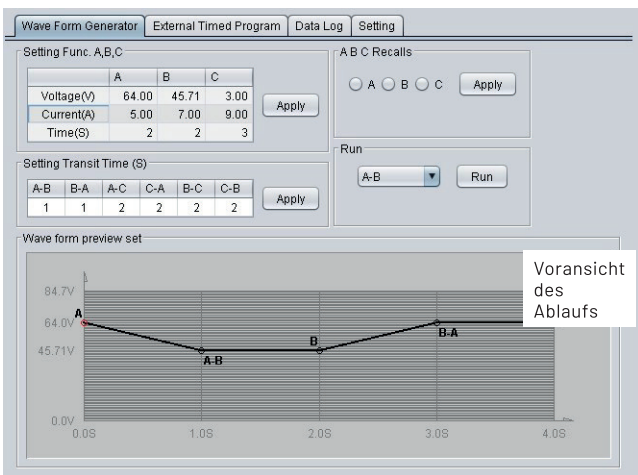 Wave Form Generator External Timed Program Data Log Setting
Setting Func. A,B,C
A B C
Voltage(V) 64.00 45.71 3.00
Current(A) 5.00 7.00 9.00
Time(S) 2 2 3
Apply
A B C Recalls
A B C Apply
Setting Transit Time (S)
A-B B-A A-C C-A B-C C-B
1 1 2 2 2 2
Apply
Run
A-B Run
Wave form preview set
Voransicht
des
Ablaufs
84.7V
64.0V
45.71V
0.0V
A
A-B
B
B-A
0.0S 1.0S 2.0S 3.0S 4.0S